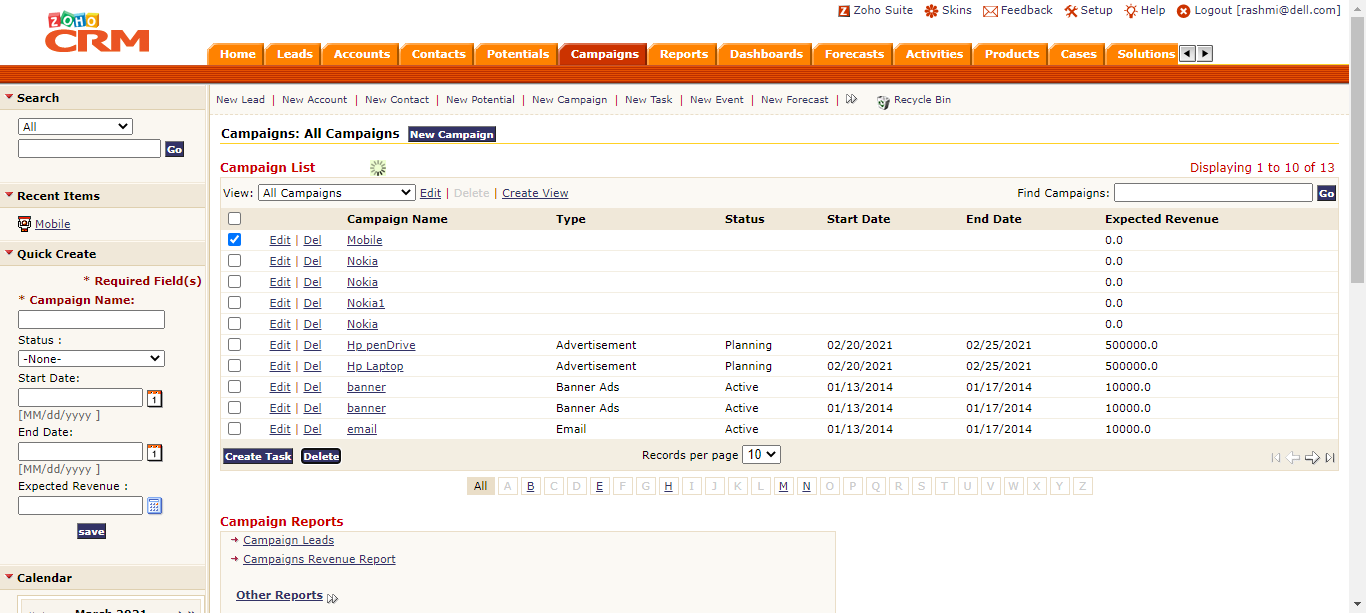 Zoho Suite Skins Feedback Setup Help Logout [rashmi@dell.com]
ZOHO
CRM
Home Leads Accounts Contacts Potentials Campaigns Reports Dashboards Forecasts Activities Products Cases Solutions
New Lead | New Account | New Contact | New Potential | New Campaign | New Task | New Event | New Forecast | Recycle Bin
Search
All
Go
Recent Items
Mobile
Quick Create
* Required Field(s)
* Campaign Name:
Status :
-None-
Start Date:
1
[MM/dd/yyyy ]
End Date:
1
[MM/dd/yyyy ]
Expected Revenue :
save
Calendar
March 2021
Campaigns: All Campaigns New Campaign
Campaign List Displaying 1 to 10 of 13
View: All Campaigns Edit | Delete | Create View Find Campaigns: Go
Campaign Name Type Status Start Date End Date Expected Revenue
Edit | Del Mobile 0.0
Edit | Del Nokia 0.0
Edit | Del Nokia 0.0
Edit | Del Nokia1 0.0
Edit | Del Nokia 0.0
Edit | Del Hp penDrive Advertisement Planning 02/20/2021 02/25/2021 500000.0
Edit | Del Hp Laptop Advertisement Planning 02/20/2021 02/25/2021 500000.0
Edit | Del banner Banner Ads Active 01/13/2014 01/17/2014 10000.0
Edit | Del banner Banner Ads Active 01/13/2014 01/17/2014 10000.0
Edit | Del email Email Active 01/13/2014 01/17/2014 10000.0
Create Task Delete Records per page 10
All A B C D E F G H I J K L M N O P Q R S T U V W X Y Z
Campaign Reports
Campaign Leads
Campaigns Revenue Report
Other Reports